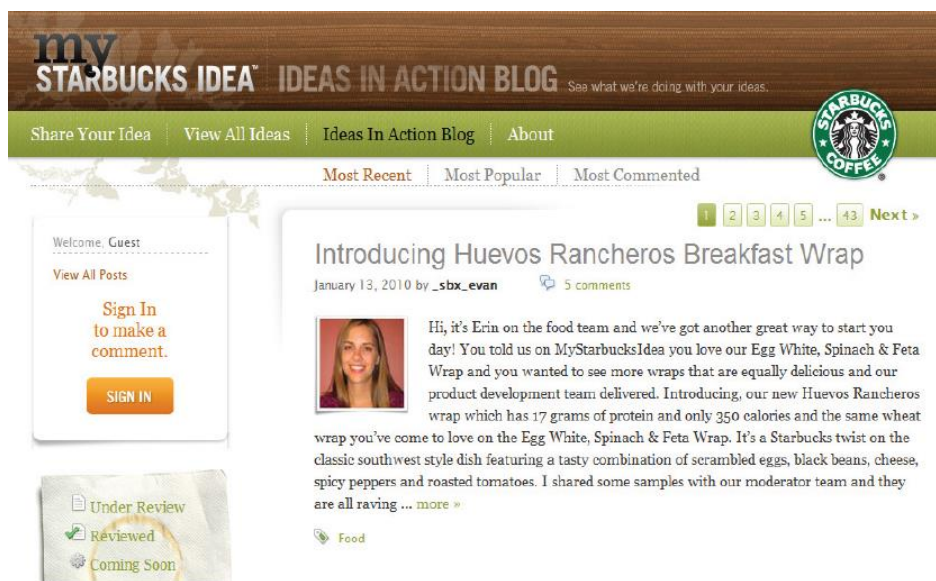 my
STARBUCKS IDEA™ IDEAS IN ACTION BLOG See what we're doing with your ideas.
Share Your Idea View All Ideas Ideas In Action Blog About
STARBUCKS COFFEE
Most Recent Most Popular Most Commented
1 2 3 4 5 ... 43 Next »
Welcome, Guest
View All Posts
Sign In
to make a
comment.
SIGN IN
Introducing Huevos Rancheros Breakfast Wrap
January 13, 2010 by _sbx_evan 5 comments
Hi, it's Erin on the food team and we've got another great way to start you
day! You told us on MyStarbucksIdea you love our Egg White, Spinach & Feta
Wrap and you wanted to see more wraps that are equally delicious and our
product development team delivered. Introducing, our new Huevos Rancheros
wrap which has 17 grams of protein and only 350 calories and the same wheat
wrap you've come to love on the Egg White, Spinach & Feta Wrap. It's a Starbucks twist on the
classic southwest style dish featuring a tasty combination of scrambled eggs, black beans, cheese,
spicy peppers and roasted tomatoes. I shared some samples with our moderator team and they
are all raving ... more »
Food
Under Review
Reviewed
Coming Soon